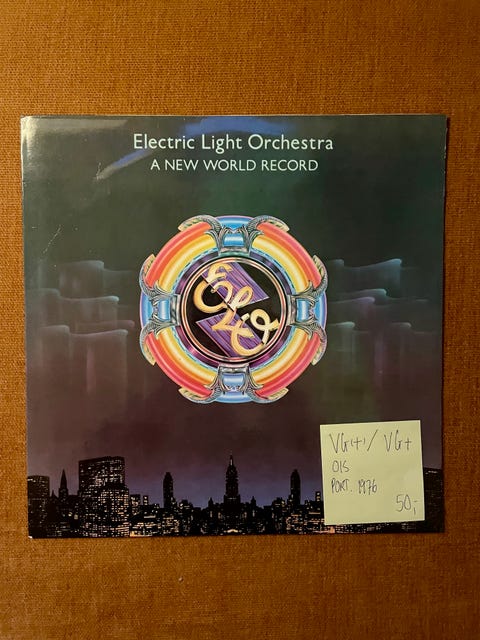 Electric Light Orchestra
A NEW WORLD RECORD
ELO
VG(+)/ VG+
OIS
PORT. 1976
50,-